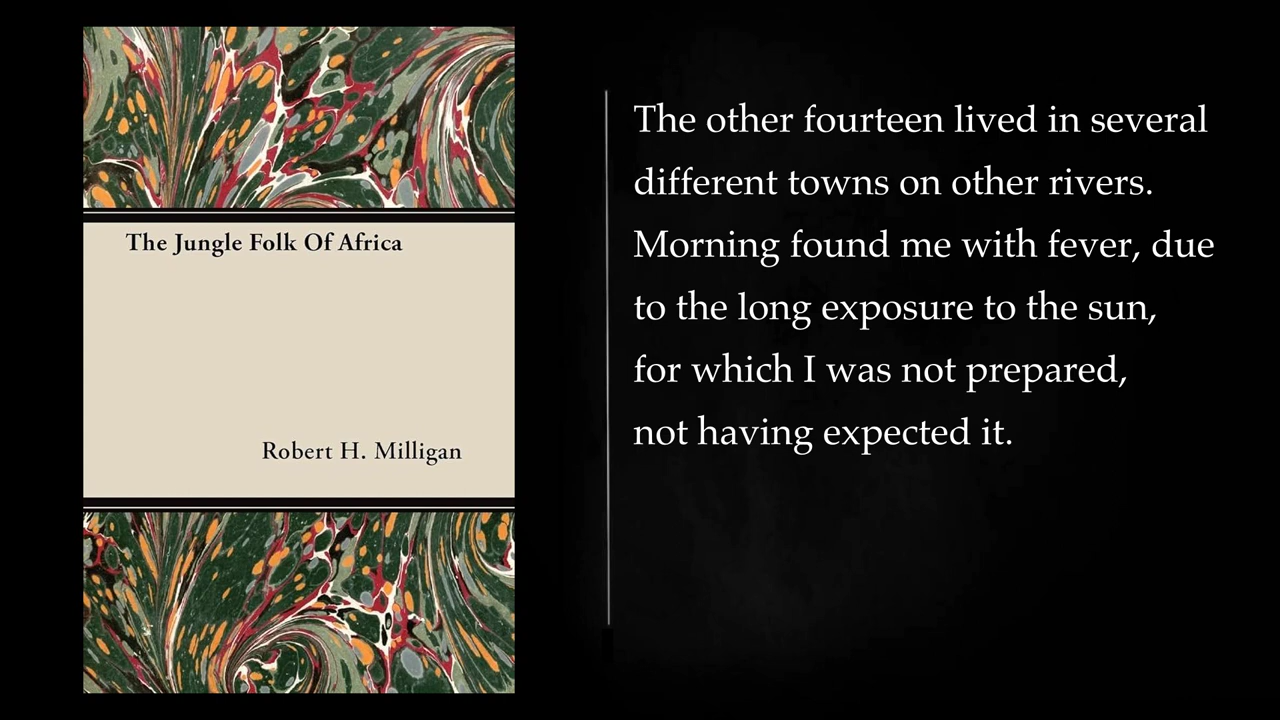 The Jungle Folk Of Africa
Robert H. Milligan
The other fourteen lived in several
different towns on other rivers.
Morning found me with fever, due
to the long exposure to the sun,
for which I was not prepared,
not having expected it.